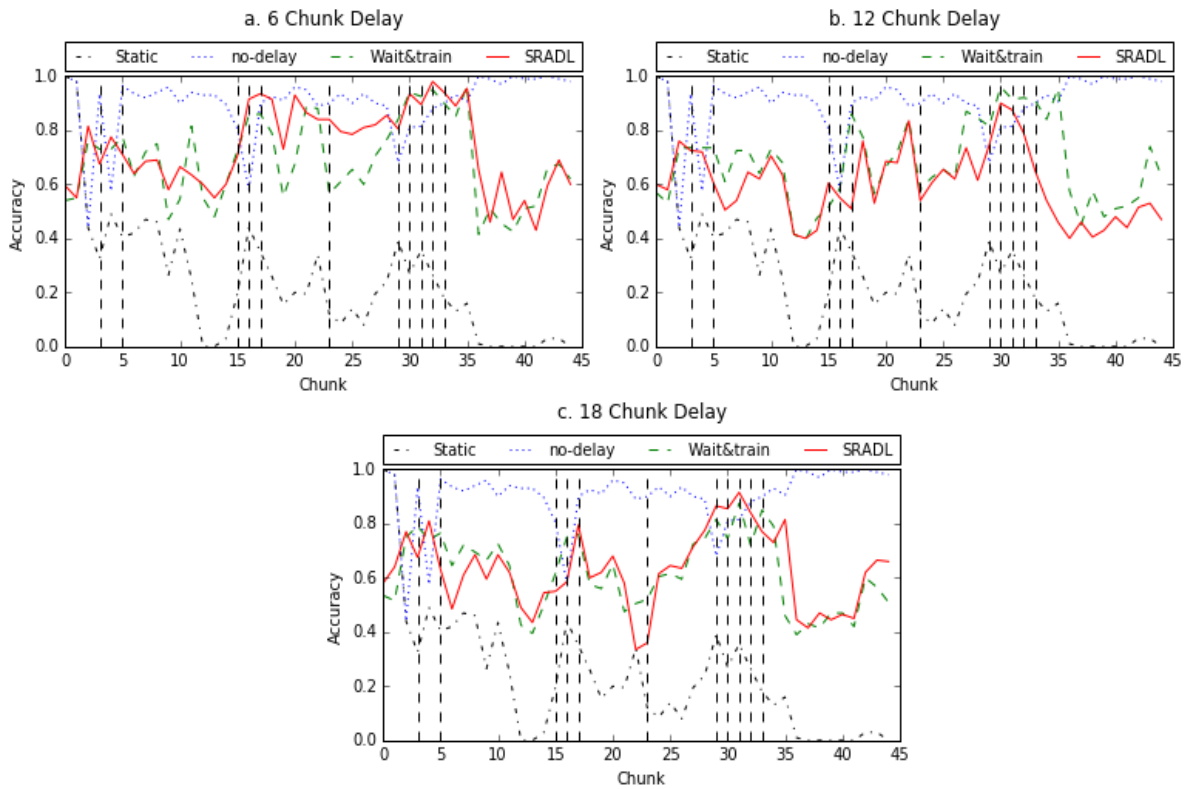 a. 6 Chunk Delay
Static no-delay Wait&train SRADL
1.0
0.8
0.6
0.4
0.2
0.0
Accuracy
0 5 10 15 20 25 30 35 40 45
Chunk
b. 12 Chunk Delay
Static no-delay Wait&train SRADL
1.0
0.8
0.6
0.4
0.2
0.0
Accuracy
0 5 10 15 20 25 30 35 40 45
Chunk
c. 18 Chunk Delay
Static no-delay Wait&train SRADL
1.0
0.8
0.6
0.4
0.2
0.0
Accuracy
0 5 10 15 20 25 30 35 40 45
Chunk